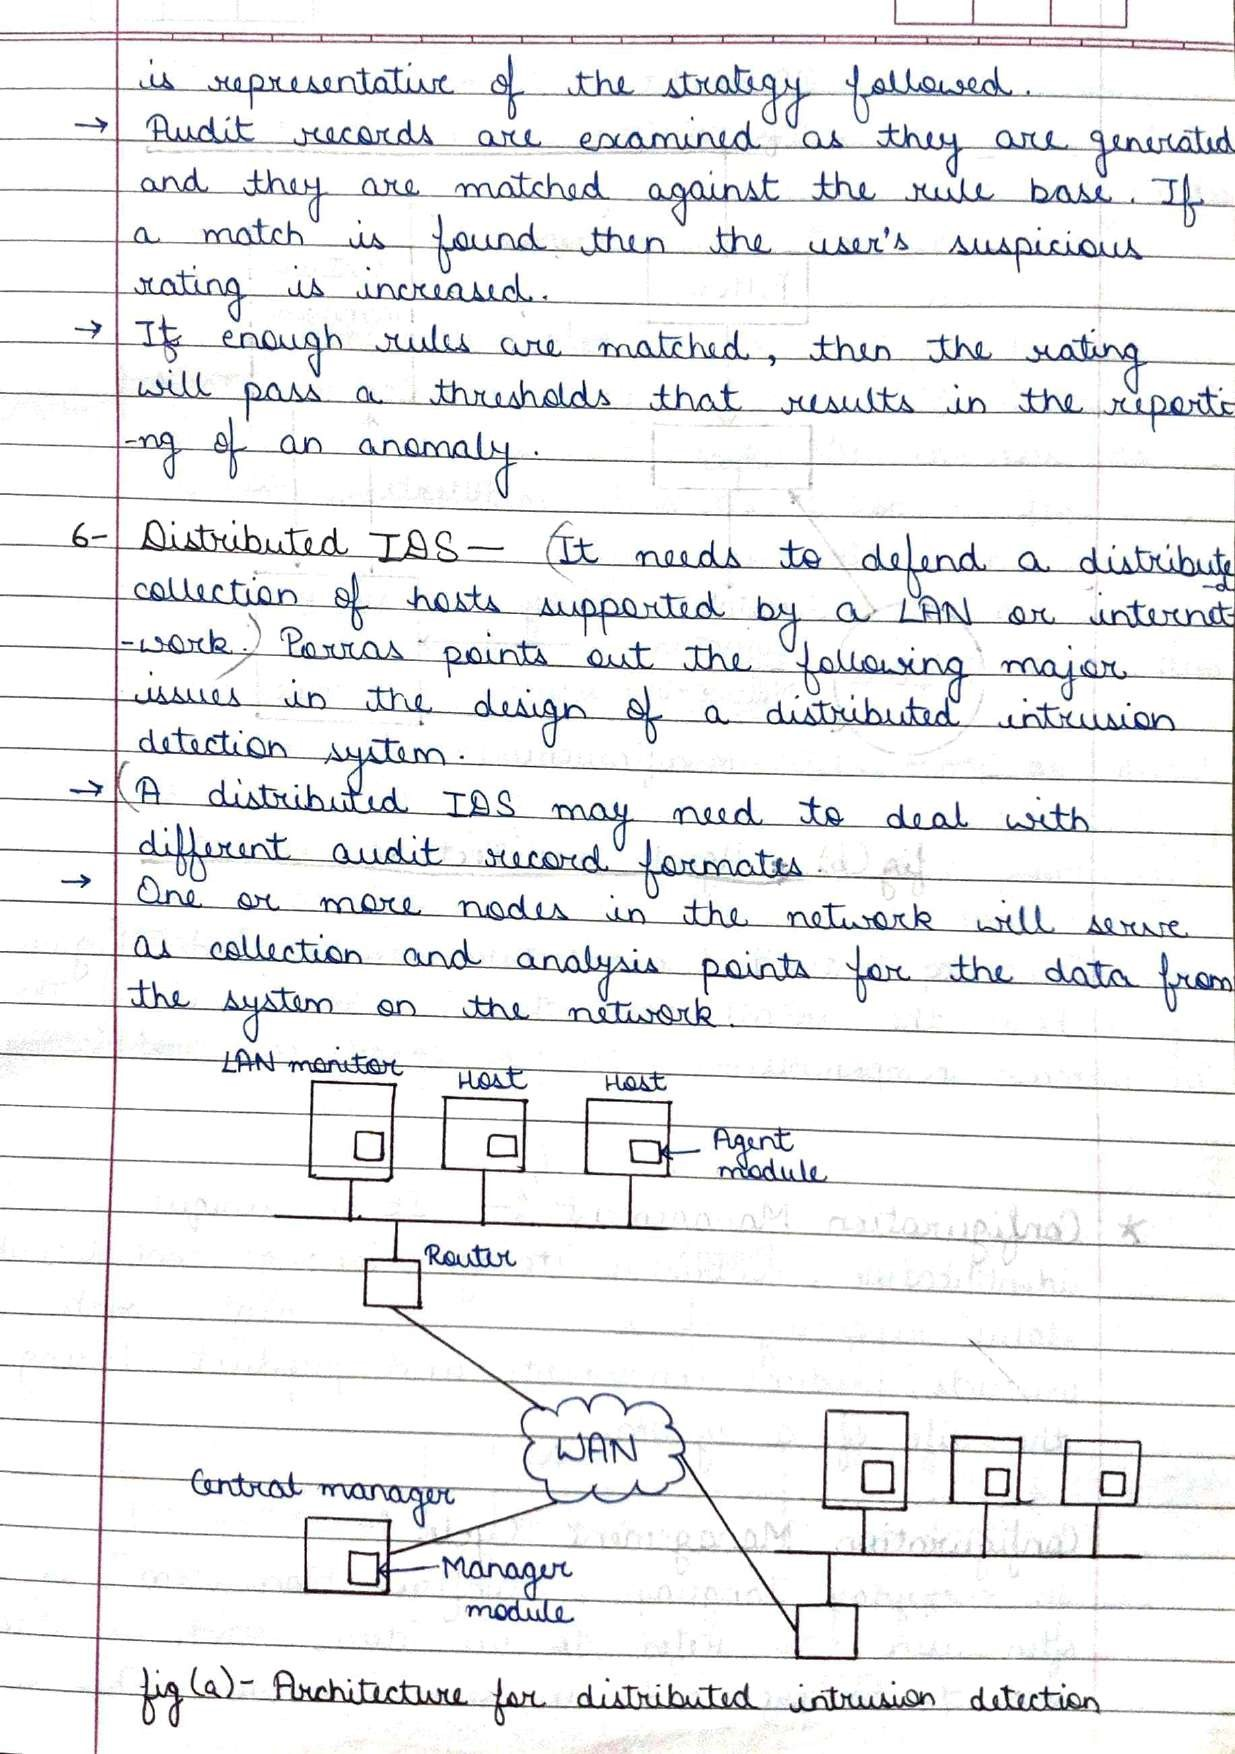 is representative of the strategy followed.
→ Audit records are examined as they are generated
and they are matched against the rule base. If
a match is found then the user's suspicious
rating is increased.
→ If enough rules are matched, then the rating
will pass a thresholds that results in the reporti
-ng of an anomaly.
6- Distributed IDS - (It needs to defend a distribute
-d
collection of hosts supported by a LAN or internet
-work.) Porras points out the following major
issues in the design of a distributed intrusion
detection system.
→ (A distributed IDS may need to deal with
different audit record formates.
→ One or more nodes in the network will serve
as collection and analysis points for the data from
the system on the network.
LAN monitor Host Host
Agent
module
Router
WAN
Central manager
Manager
module
fig (a) - Architecture for distributed intrusion detection